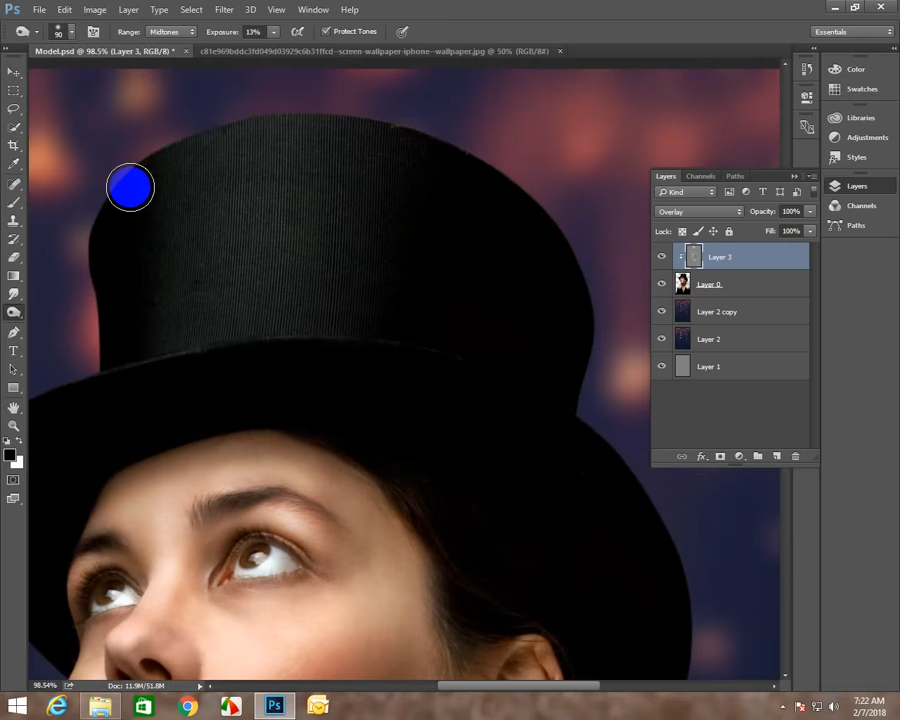 Ps File Edit Image Layer Type Select Filter 3D View Window Help
90 Range: Midtones Exposure: 13% Protect Tones Essentials
Model.psd @ 98.5% (Layer 3, RGB/8) * × c81e969bddc3fd049d03929c6b31ffcd--screen-wallpaper-iphone--wallpaper.jpg @ 50% (RGB/8#) ×
Color
Swatches
Libraries
Adjustments
Styles
Layers
Channels
Paths
Layers Channels Paths
Kind
Overlay Opacity: 100%
Lock: Fill: 100%
Layer 3
Layer 0
Layer 2 copy
Layer 2
Layer 1
fx
98.54% Doc: 11.9M/51.8M
Ps
7:22 AM
2/7/2018